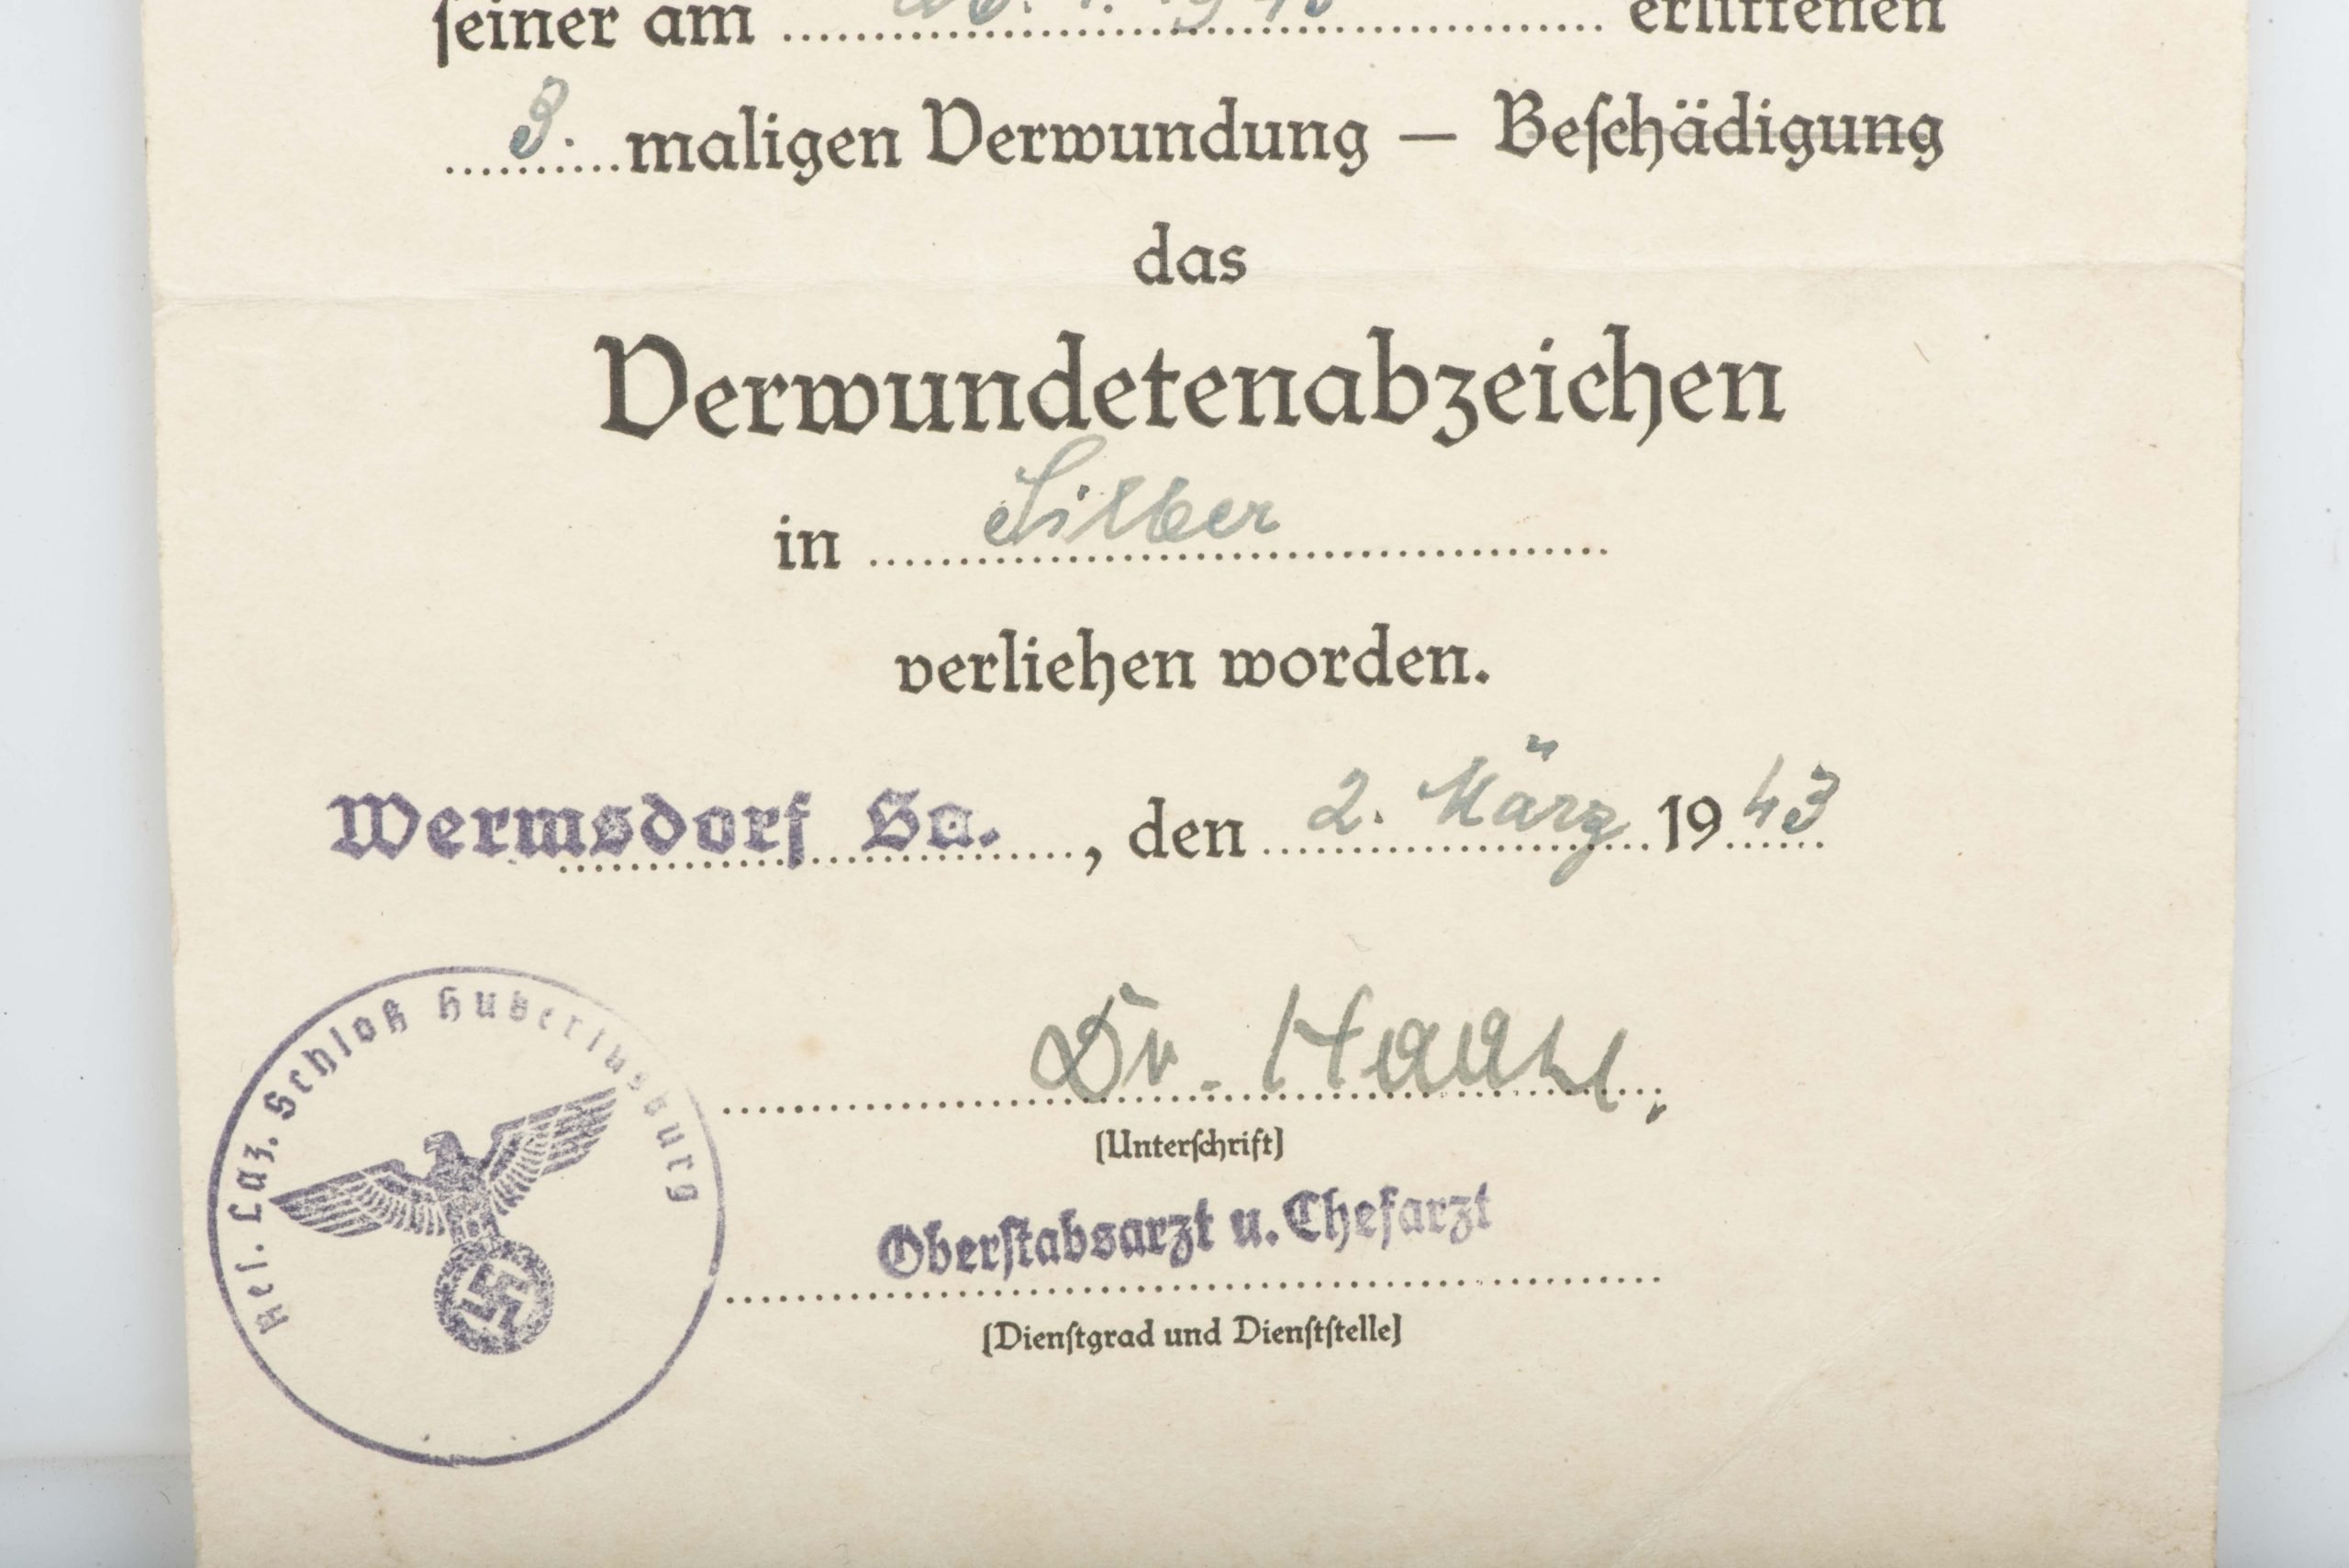 seiner am erlittenen
3. maligen Verwundung – Beschädigung
das
Verwundetenabzeichen
in Silber
verliehen worden.
Wermsdorf Sa. , den 2. März 1943
Res. Laz. Schloß Hubertusburg
Dr.
[Unterschrift]
Oberstabsarzt u. Chefarzt
[Dienstgrad und Dienststelle]